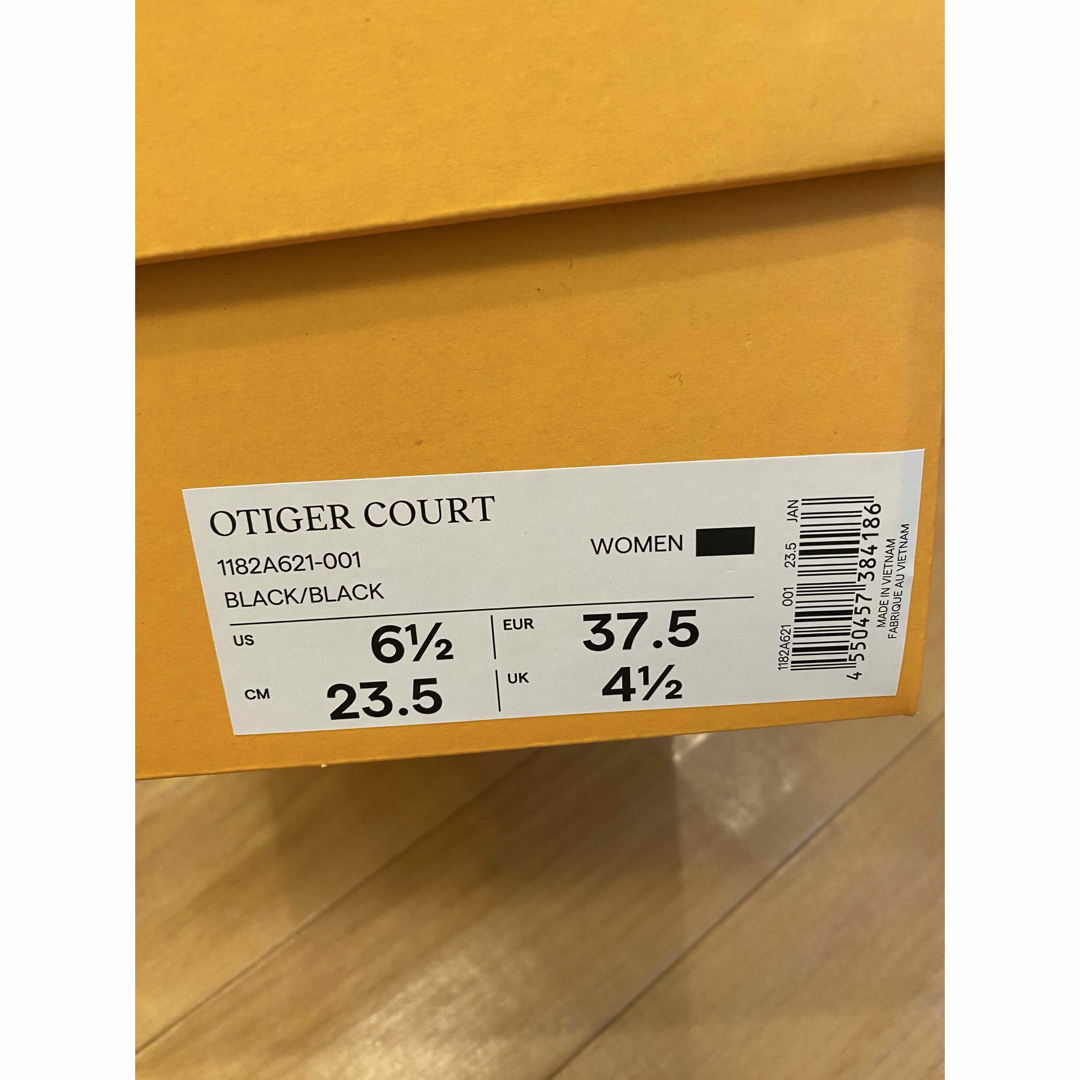 OTIGER COURT
1182A621-001
BLACK/BLACK
WOMEN
US 6½
EUR 37.5
CM 23.5
UK 4½
1182A621 001 23.5 JAN
4 550457 384186
MADE IN VIETNAM
FABRIQUE AU VIETNAM